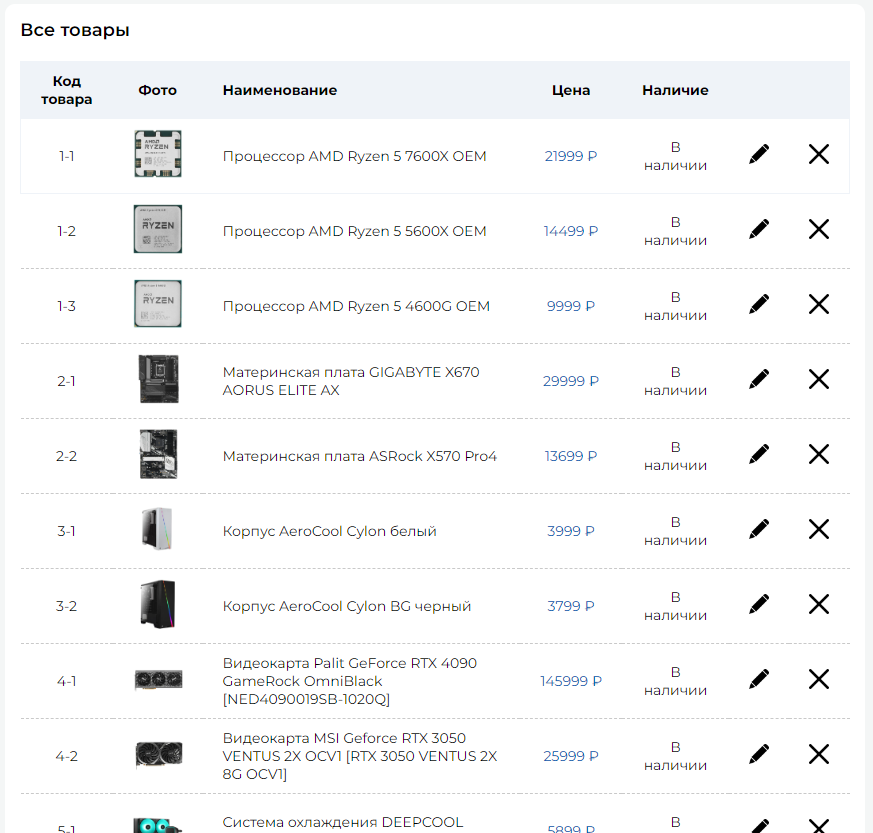 Все товары
Код
товара
Фото
Наименование
Цена
Наличие
1-1
AMD
RYZEN
Процессор AMD Ryzen 5 7600X OEM
21999 ₽
В
наличии
1-2
RYZEN
Процессор AMD Ryzen 5 5600X OEM
14499 ₽
В
наличии
1-3
RYZEN
Процессор AMD Ryzen 5 4600G OEM
9999 ₽
В
наличии
2-1
Материнская плата GIGABYTE X670
AORUS ELITE AX
29999 ₽
В
наличии
2-2
Материнская плата ASRock X570 Pro4
13699 ₽
В
наличии
3-1
Корпус AeroCool Cylon белый
3999 ₽
В
наличии
3-2
Корпус AeroCool Cylon BG черный
3799 ₽
В
наличии
4-1
Видеокарта Palit GeForce RTX 4090
GameRock OmniBlack
[NED4090019SB-1020Q]
145999 ₽
В
наличии
4-2
Видеокарта MSI Geforce RTX 3050
VENTUS 2X OCV1 [RTX 3050 VENTUS 2X
8G OCV1]
25999 ₽
В
наличии
5-1
Система охлаждения DEEPCOOL
5899 ₽
В